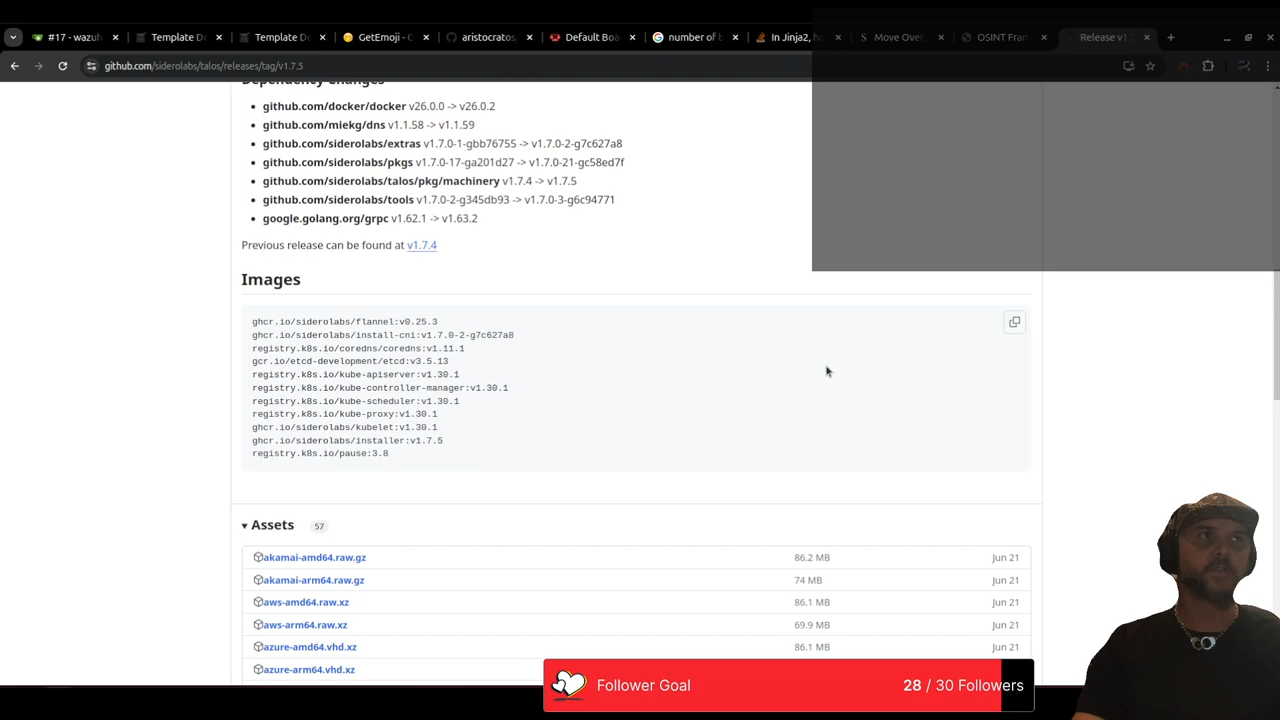 #17 - wazuh
Template De
Template De
GetEmoji - C
aristocratos
Default Boa
number of b
In Jinja2, h
Move Over,
OSINT Fram
Release v1.
github.com/siderolabs/talos/releases/tag/v1.7.5
Dependency changes
github.com/docker/docker v26.0.0 -> v26.0.2
github.com/miekg/dns v1.1.58 -> v1.1.59
github.com/siderolabs/extras v1.7.0-1-gbb76755 -> v1.7.0-2-g7c627a8
github.com/siderolabs/pkgs v1.7.0-17-ga201d27 -> v1.7.0-21-gc58ed7f
github.com/siderolabs/talos/pkg/machinery v1.7.4 -> v1.7.5
github.com/siderolabs/tools v1.7.0-2-g345db93 -> v1.7.0-3-g6c94771
google.golang.org/grpc v1.62.1 -> v1.63.2
Previous release can be found at v1.7.4
Images
ghcr.io/siderolabs/flannel:v0.25.3
ghcr.io/siderolabs/install-cni:v1.7.0-2-g7c627a8
registry.k8s.io/coredns/coredns:v1.11.1
gcr.io/etcd-development/etcd:v3.5.13
registry.k8s.io/kube-apiserver:v1.30.1
registry.k8s.io/kube-controller-manager:v1.30.1
registry.k8s.io/kube-scheduler:v1.30.1
registry.k8s.io/kube-proxy:v1.30.1
ghcr.io/siderolabs/kubelet:v1.30.1
ghcr.io/siderolabs/installer:v1.7.5
registry.k8s.io/pause:3.8
Assets 57
akamai-amd64.raw.gz 86.2 MB Jun 21
akamai-arm64.raw.gz 74 MB Jun 21
aws-amd64.raw.xz 86.1 MB Jun 21
aws-arm64.raw.xz 69.9 MB Jun 21
azure-amd64.vhd.xz 86.1 MB Jun 21
azure-arm64.vhd.xz
Follower Goal 28 / 30 Followers